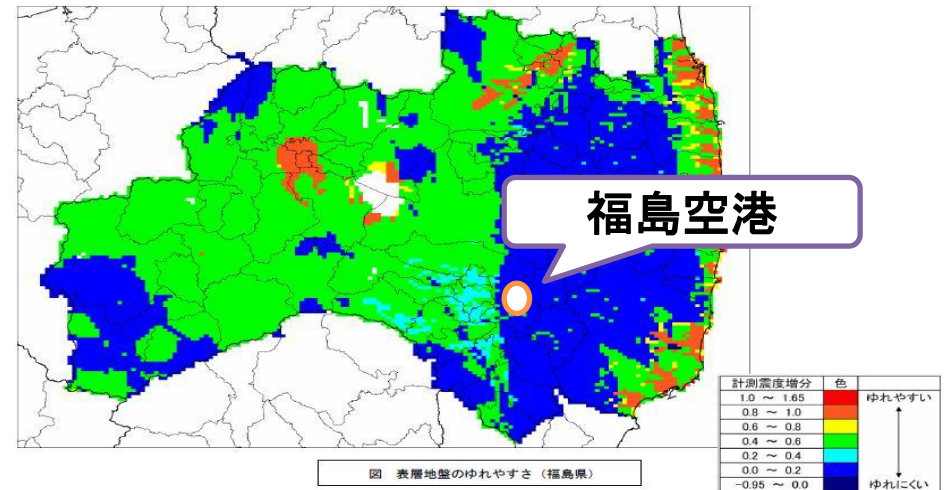 福島空港
計測震度増分 色
1.0 ~ 1.65 ゆれやすい
0.8 ~ 1.0
0.6 ~ 0.8
0.4 ~ 0.6
0.2 ~ 0.4
0.0 ~ 0.2
-0.95 ~ 0.0 ゆれにくい
図 表層地盤のゆれやすさ（福島県）